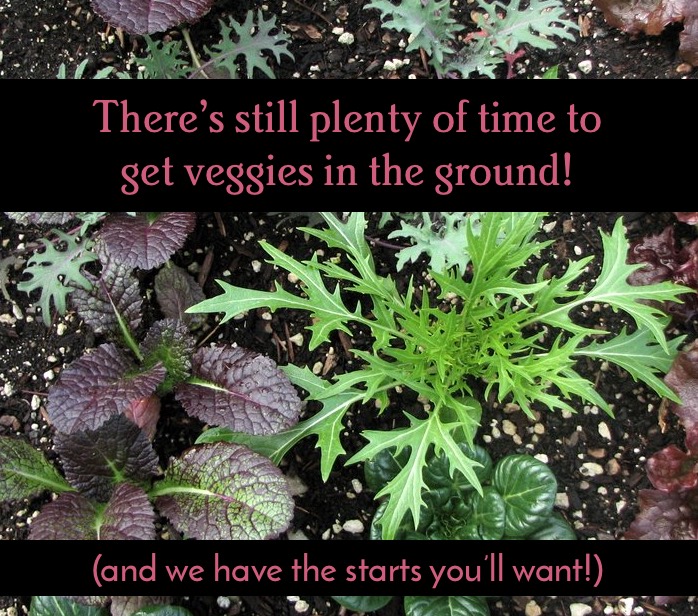 There’s still plenty of time to
get veggies in the ground!
(and we have the starts you'll want!)